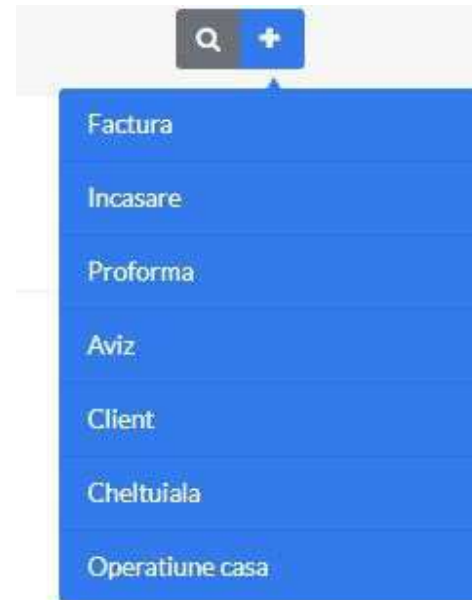 Factura
Incasare
Proforma
Aviz
Client
Cheltuiala
Operatiune casa